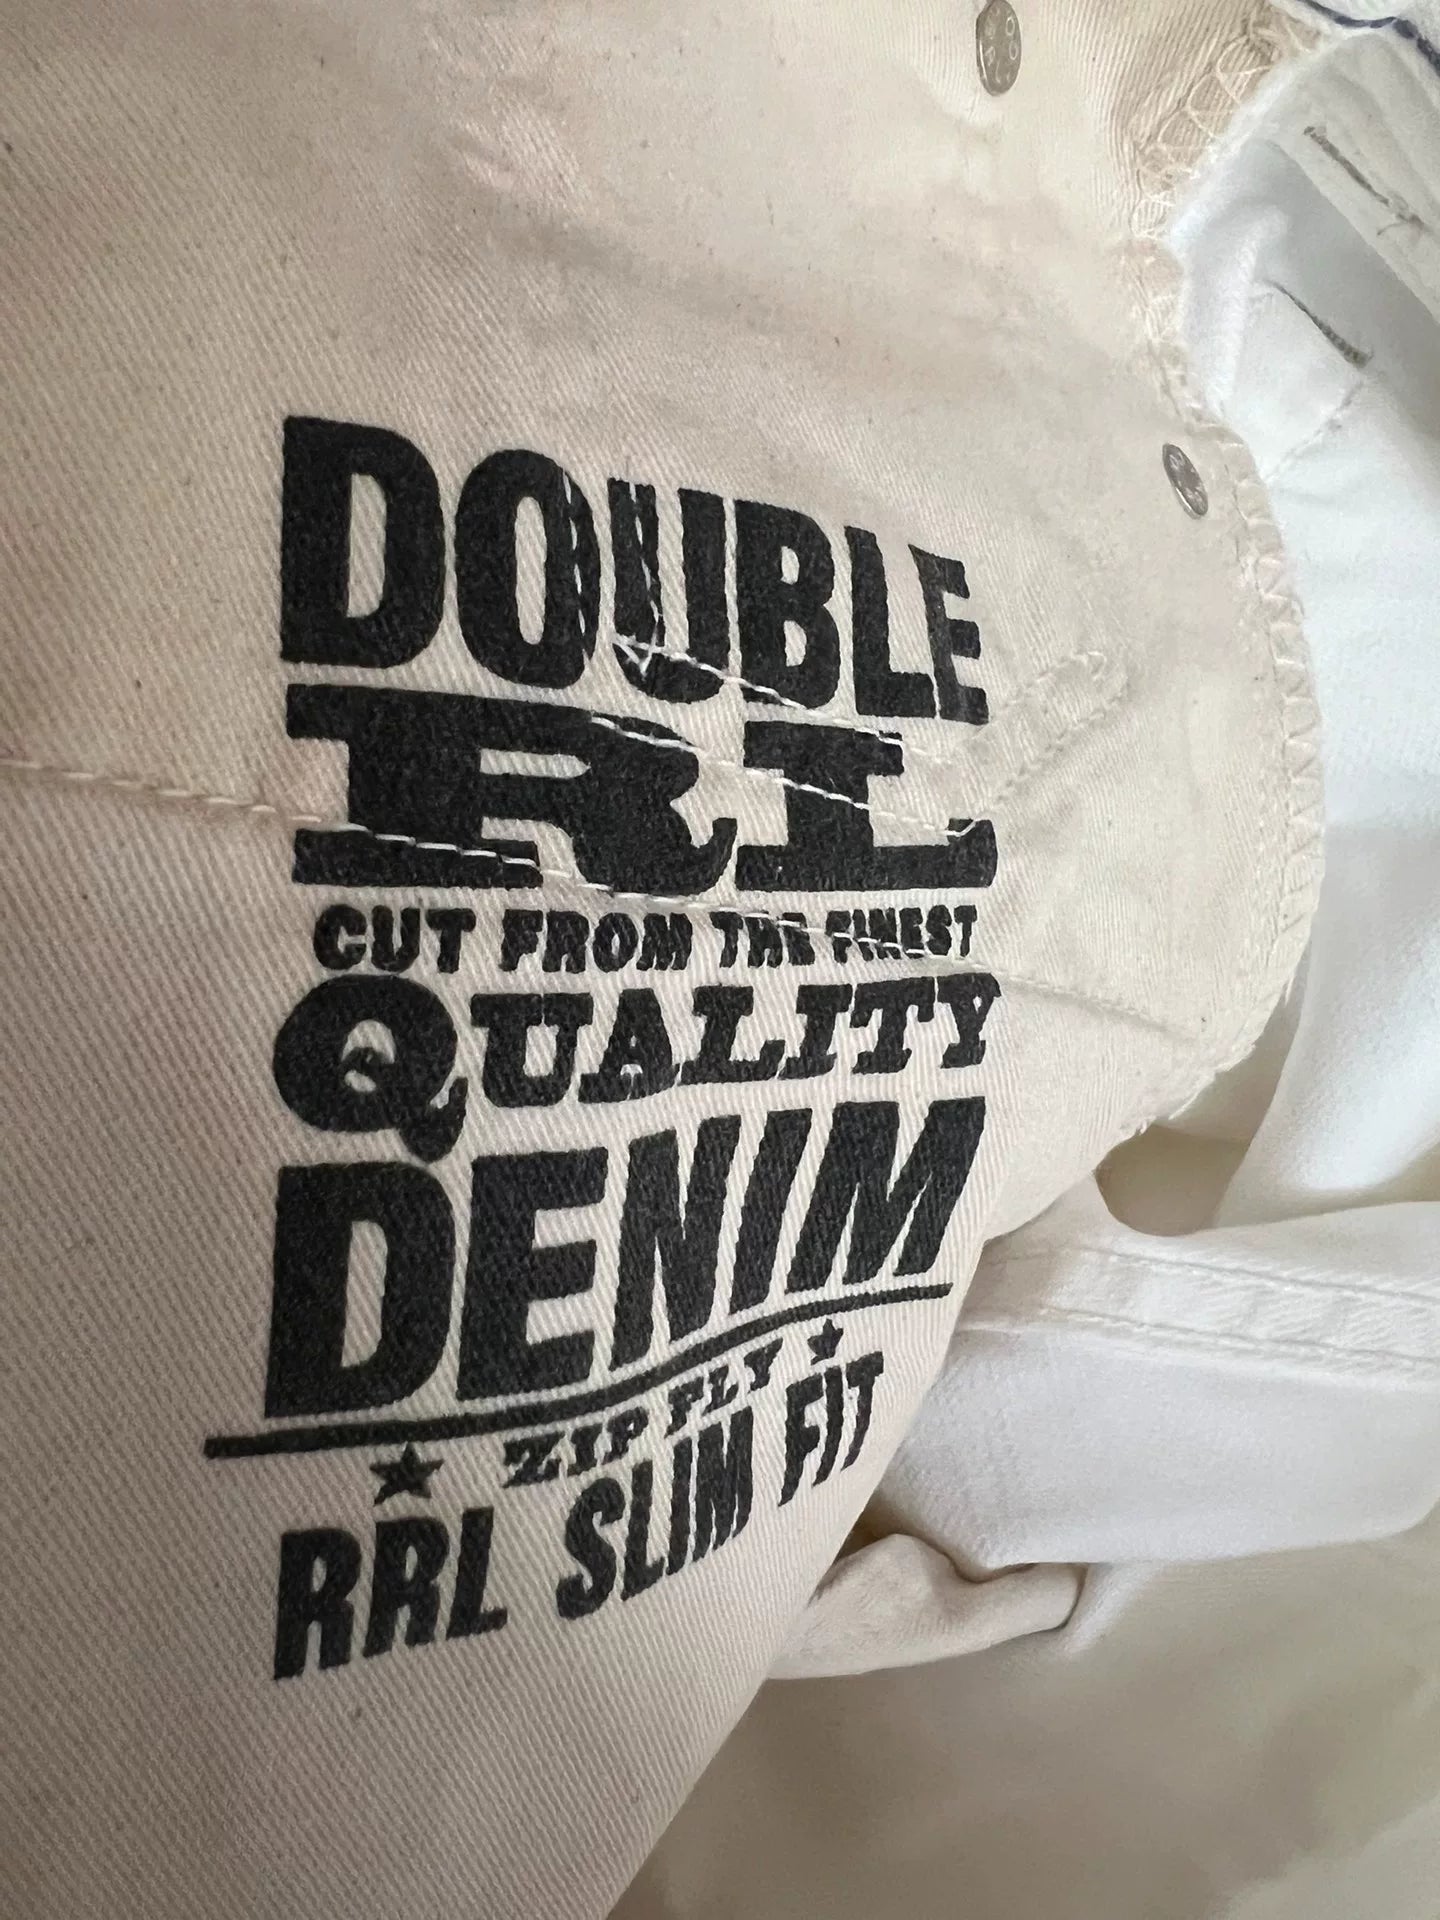 DOUBLE
RL
CUT FROM THE FINEST
QUALITY
DENIM
ZIP FLY
RRL SLIM FIT